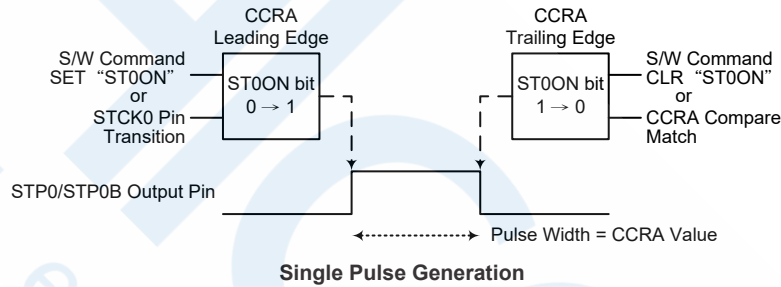 CCRA
Leading Edge
S/W Command
SET “ST0ON”
or
STCK0 Pin
Transition
ST0ON bit
0 → 1
CCRA
Trailing Edge
ST0ON bit
1 → 0
S/W Command
CLR “ST0ON”
or
CCRA Compare
Match
STP0/STP0B Output Pin
Pulse Width = CCRA Value
Single Pulse Generation